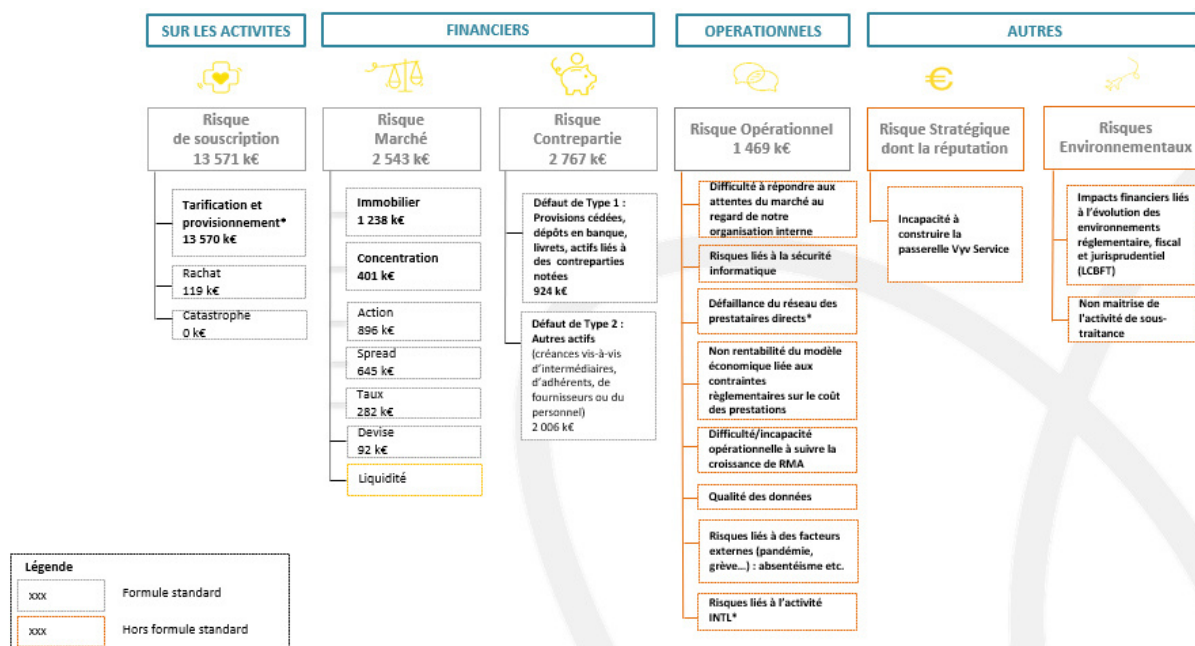 SUR LES ACTIVITES
FINANCIERS
OPERATIONNELS
AUTRES
€
Risque
de souscription
13 571 k€
Risque
Marché
2 543 k€
Risque
Contrepartie
2 767 k€
Risque Opérationnel
1 469 k€
Risque Stratégique
dont la réputation
Risques
Environnementaux
Tarification et
provisionnement*
13 570 k€
Rachat
119 k€
Catastrophe
0 k€
Immobilier
1 238 k€
Concentration
401 k€
Action
896 k€
Spread
645 k€
Taux
282 k€
Devise
92 k€
Liquidité
Défaut de Type 1 :
Provisions cédées,
dépôts en banque,
livrets, actifs liés à
des contreparties
notées
924 k€
Défaut de Type 2 :
Autres actifs
(créances vis-à-vis
d'intermédiaires,
d'adhérents, de
fournisseurs ou du
personnel)
2 006 k€
Difficulté à répondre aux
attentes du marché au
regard de notre
organisation interne
Risques liés à la sécurité
informatique
Défaillance du réseau des
prestataires directs*
Non rentabilité du modèle
économique liée aux
contraintes
règlementaires sur le coût
des prestations
Difficulté/incapacité
opérationnelle à suivre la
croissance de RMA
Qualité des données
Risques liés à des facteurs
externes (pandémie,
grève...) : absentéisme etc.
Risques liés à l'activité
INTL*
Incapacité à
construire la
passerelle Vyv Service
Impacts financiers liés
à l'évolution des
environnements
réglementaire, fiscal
et jurisprudentiel
(LCBFT)
Non maitrise de
l'activité de sous-
traitance
Légende
xxx Formule standard
xxx Hors formule standard